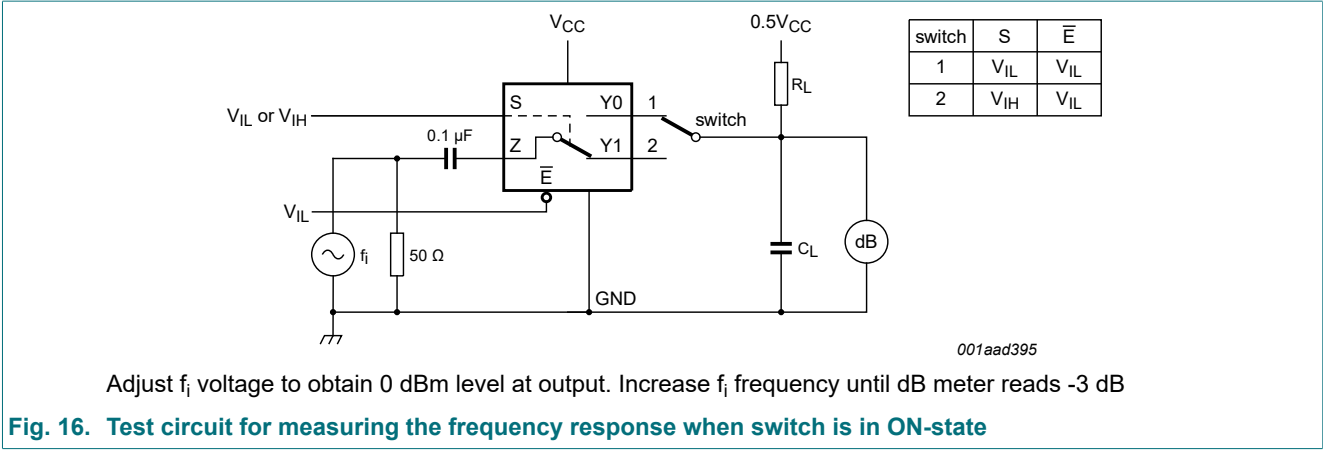 VCC
0.5VCC
switch S E̅
1 VIL VIL
2 VIH VIL
RL
S Y0 1
switch
VIL or VIH
0.1 µF
Z Y1 2
E̅
VIL
fi
50 Ω
CL
dB
GND
001aad395
Adjust fi voltage to obtain 0 dBm level at output. Increase fi frequency until dB meter reads -3 dB
Fig. 16. Test circuit for measuring the frequency response when switch is in ON-state